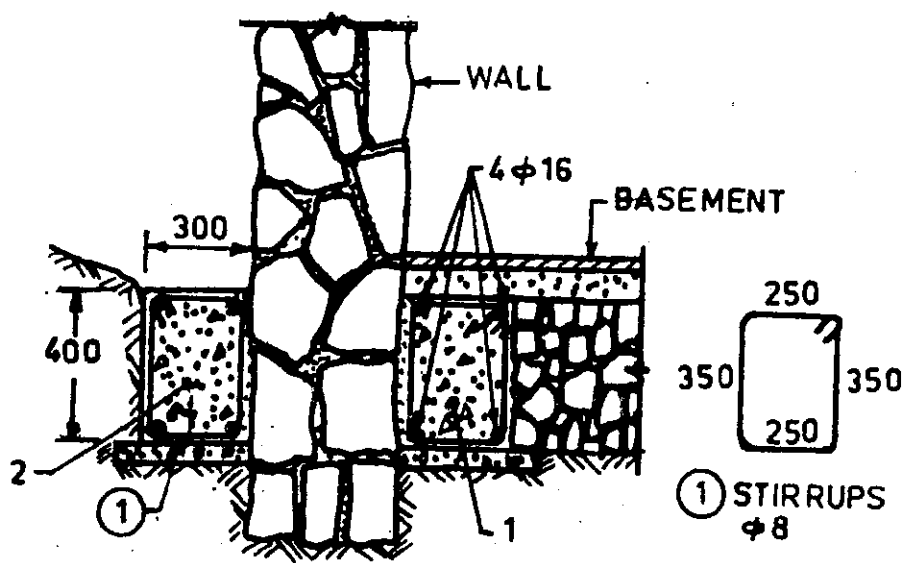 WALL
4ϕ16
BASEMENT
300
400
250
350
350
250
2
1
1
1 STIRRUPS
ϕ8